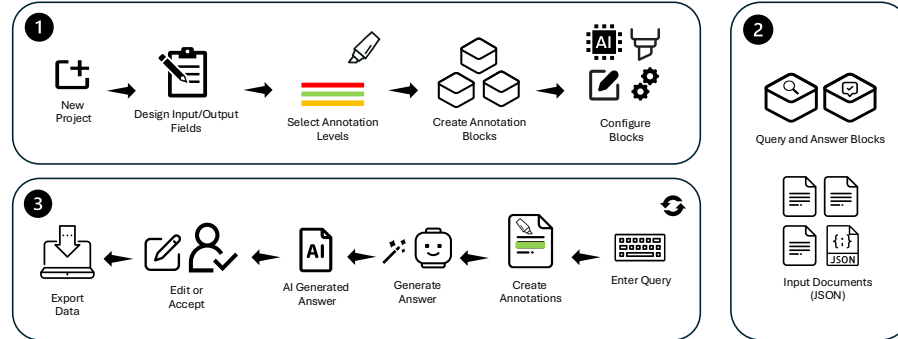 1
New
Project
Design Input/Output
Fields
Select Annotation
Levels
Create Annotation
Blocks
AI
Configure
Blocks
2
Query and Answer Blocks
{;}
JSON
Input Documents
(JSON)
3
Export
Data
Edit or
Accept
AI
AI Generated
Answer
Generate
Answer
Create
Annotations
Enter Query